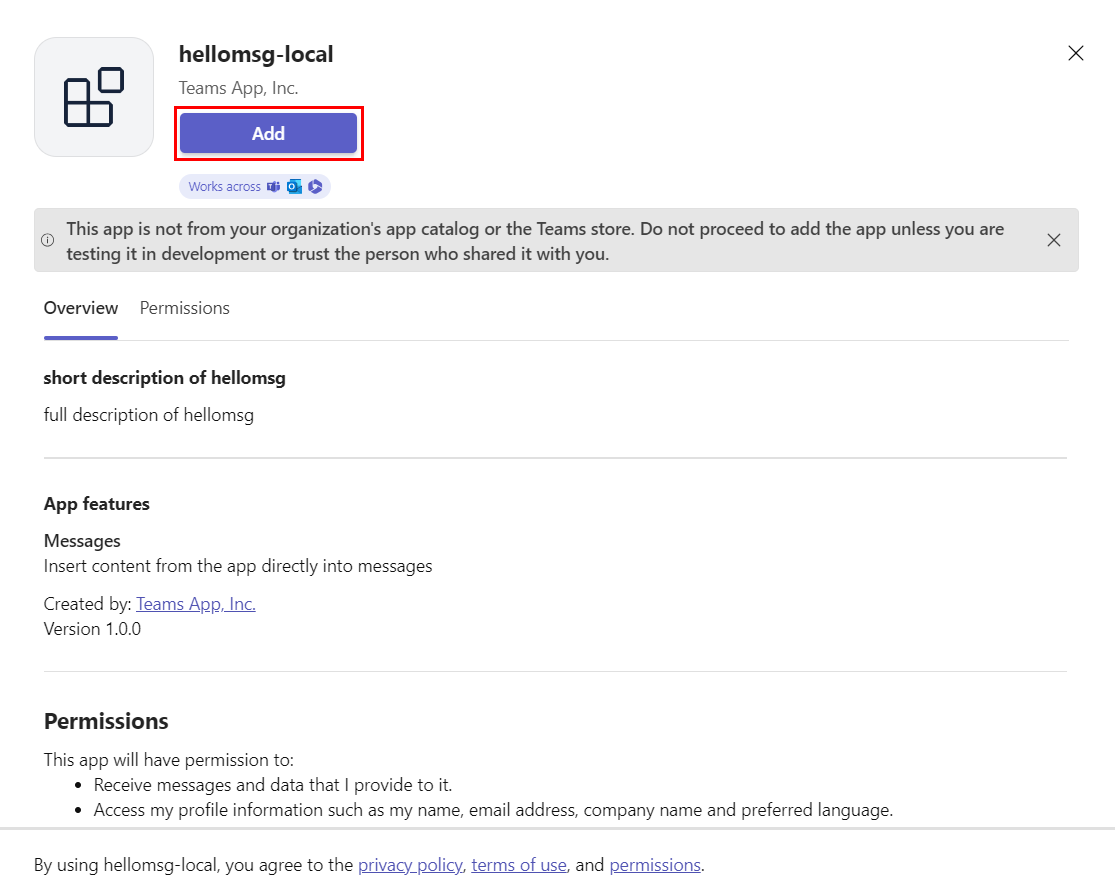 hellomsg-local
Teams App, Inc.
Add
Works across
This app is not from your organization's app catalog or the Teams store. Do not proceed to add the app unless you are
testing it in development or trust the person who shared it with you.
Overview Permissions
short description of hellomsg
full description of hellomsg
App features
Messages
Insert content from the app directly into messages
Created by: Teams App, Inc.
Version 1.0.0
Permissions
This app will have permission to:
• Receive messages and data that I provide to it.
• Access my profile information such as my name, email address, company name and preferred language.
By using hellomsg-local, you agree to the privacy policy, terms of use, and permissions.